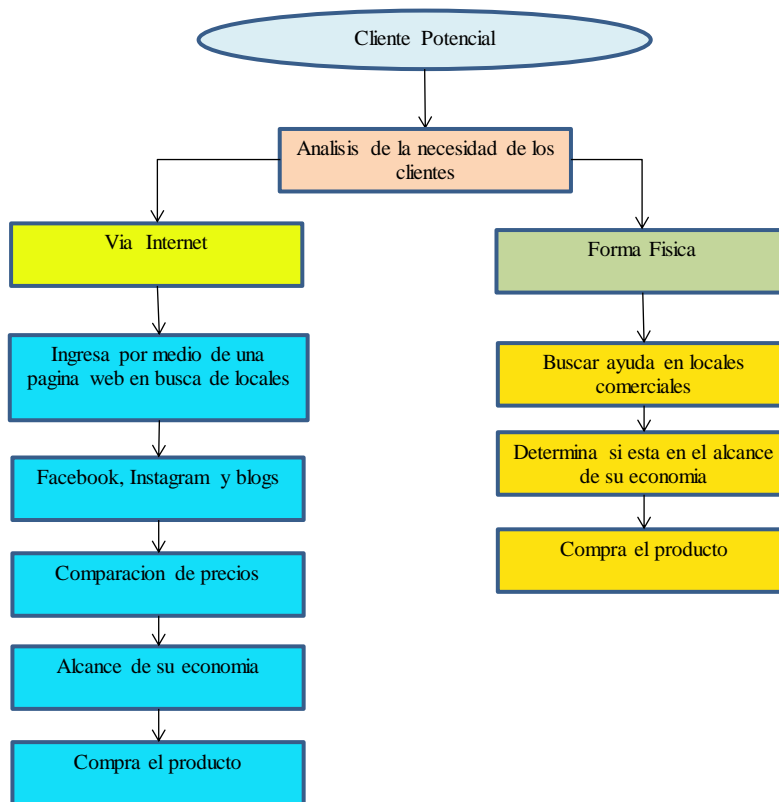 Cliente Potencial
Analisis de la necesidad de los
clientes
Via Internet
Ingresa por medio de una
pagina web en busca de locales
Facebook, Instagram y blogs
Comparacion de precios
Alcance de su economia
Compra el producto
Forma Fisica
Buscar ayuda en locales
comerciales
Determina si esta en el alcance
de su economia
Compra el producto